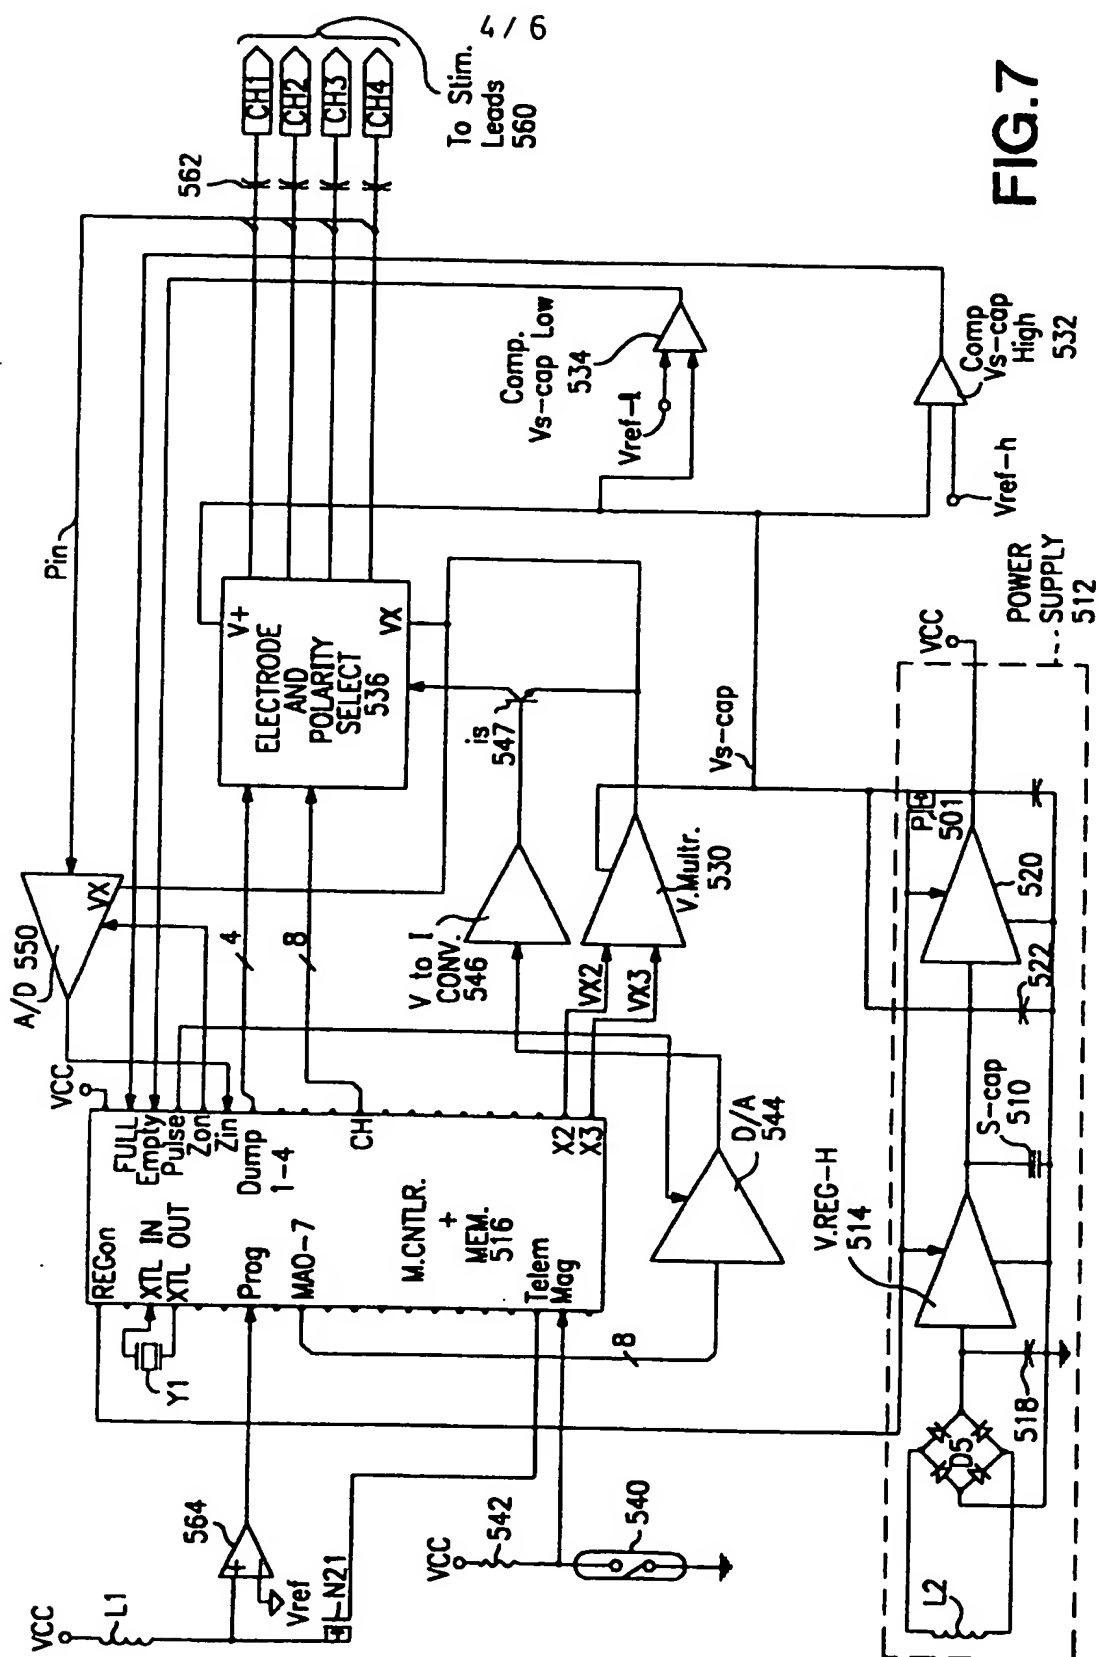 4 / 6
CH1
CH2
CH3
CH4
To Stim.
Leads
560
562
Pin
FIG.7
Comp.
Vs-cap Low
534
Vref-l
Comp
Vs-cap
High
532
Vref-h
V+
ELECTRODE
AND
POLARITY
SELECT
536
VX
is
547
Vs-cap
A/D 550
VX
4
8
V to I
CONV.
546
V.Multr.
530
VX2
VX3
VCC
POWER
SUPPLY
512
P
501
520
522
VCC
FULL
Empty
Pulse
Zon
Zin
Dump
1-4
CH
X2
X3
REGon
XTL IN
XTL OUT
Prog
MAO-7
M.CNTLR.
+
MEM.
516
Telem
Mag
Y1
8
D/A
544
S-cap
510
V.REG-H
514
518
D5
L2
VCC
L1
564
+
Vref
N21
VCC
542
540